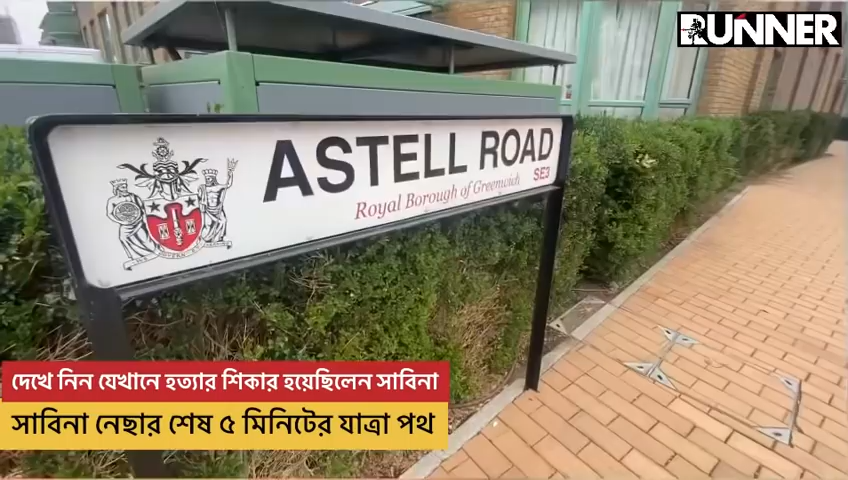 RUNNER
ASTELL ROAD
Royal Borough of Greenwich SE3
দেখে নিন যেখানে হত্যার শিকার হয়েছিলেন সাবিনা
সাবিনা নেছার শেষ ৫ মিনিটের যাত্রা পথ